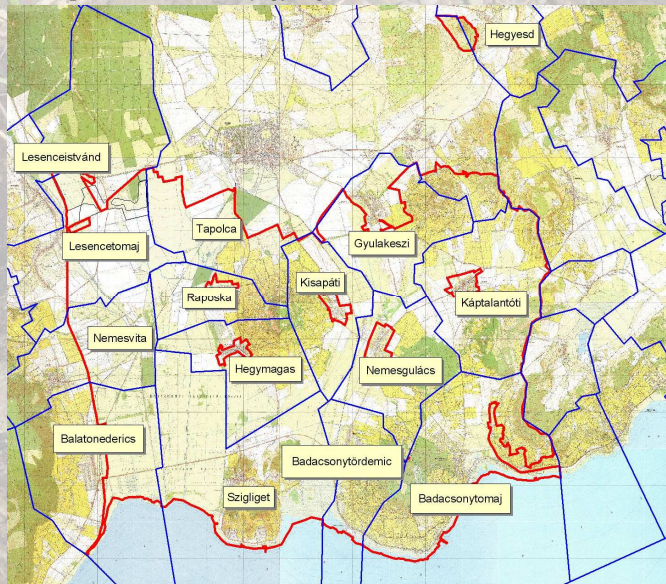 Hegyesd
Lesenceistvánd
Lesencetomaj
Tapolca
Gyulakeszi
Kisapáti
Raposka
Káptalantóti
Nemesvita
Hegymagas
Nemesgulács
Balatonederics
Badacsonytördemic
Szigliget
Badacsonytomaj